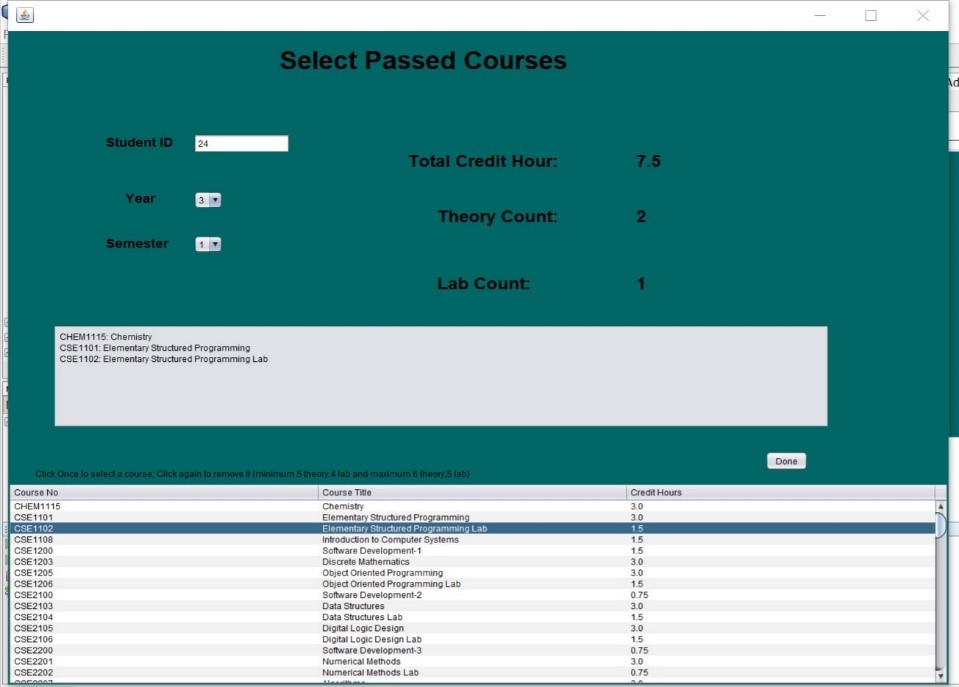 Select Passed Courses
Student ID 24
Total Credit Hour: 7.5
Year 3
Theory Count: 2
Semester 1
Lab Count: 1
CHEM1115: Chemistry
CSE1101: Elementary Structured Programming
CSE1102: Elementary Structured Programming Lab
Done
Click Once to select a course, Click again to remove it (minimum 5 theory,4 lab and maximum 6 theory,5 lab)
Course No Course Title Credit Hours
CHEM1115 Chemistry 3.0
CSE1101 Elementary Structured Programming 3.0
CSE1102 Elementary Structured Programming Lab 1.5
CSE1108 Introduction to Computer Systems 1.5
CSE1200 Software Development-1 1.5
CSE1203 Discrete Mathematics 3.0
CSE1205 Object Oriented Programming 3.0
CSE1206 Object Oriented Programming Lab 1.5
CSE2100 Software Development-2 0.75
CSE2103 Data Structures 3.0
CSE2104 Data Structures Lab 1.5
CSE2105 Digital Logic Design 3.0
CSE2106 Digital Logic Design Lab 1.5
CSE2200 Software Development-3 0.75
CSE2201 Numerical Methods 3.0
CSE2202 Numerical Methods Lab 0.75